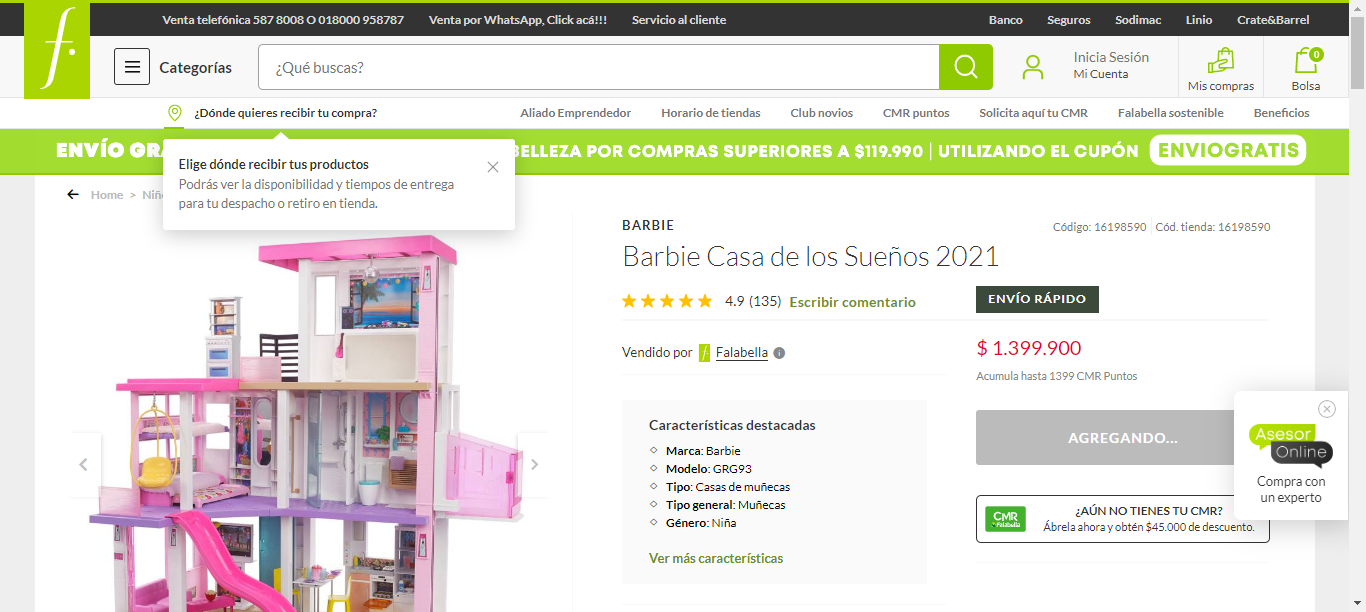 Venta telefónica 587 8008 O 018000 958787
Venta por WhatsApp, Click acá!!!
Servicio al cliente
Banco
Seguros
Sodimac
Linio
Crate&Barrel
f.
Categorías
¿Qué buscas?
Inicia Sesión
Mi Cuenta
Mis compras
0
Bolsa
¿Dónde quieres recibir tu compra?
Aliado Emprendedor
Horario de tiendas
Club novios
CMR puntos
Solicita aquí tu CMR
Falabella sostenible
Beneficios
ENVÍO GRA
BELLEZA POR COMPRAS SUPERIORES A $119.990 | UTILIZANDO EL CUPÓN ENVIOGRATIS
Elige dónde recibir tus productos
Podrás ver la disponibilidad y tiempos de entrega
para tu despacho o retiro en tienda.
Home > Niñ
BARBIE
Código: 16198590 | Cód. tienda: 16198590
Barbie Casa de los Sueños 2021
4.9 (135) Escribir comentario
ENVÍO RÁPIDO
Vendido por f Falabella
$ 1.399.900
Acumula hasta 1399 CMR Puntos
AGREGANDO...
Características destacadas
Marca: Barbie
Modelo: GRG93
Tipo: Casas de muñecas
Tipo general: Muñecas
Género: Niña
Ver más características
CMR
Falabella
¿AÚN NO TIENES TU CMR?
Ábrela ahora y obtén $45.000 de descuento.
Asesor
Online
Compra con
un experto